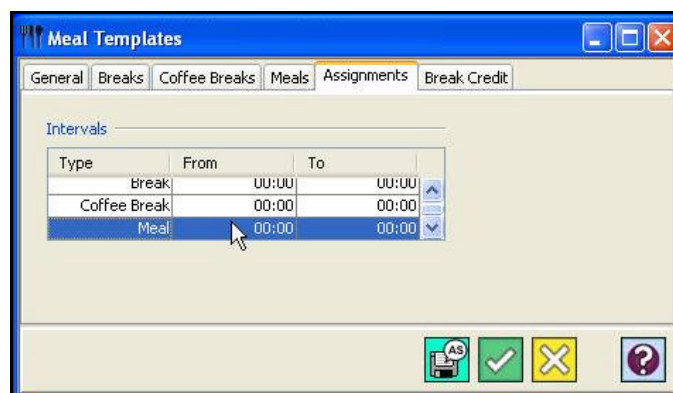 Meal Templates
General Breaks Coffee Breaks Meals Assignments Break Credit
Intervals
Type From To
Break 00:00 00:00
Coffee Break 00:00 00:00
Meal 00:00 00:00
AS
?